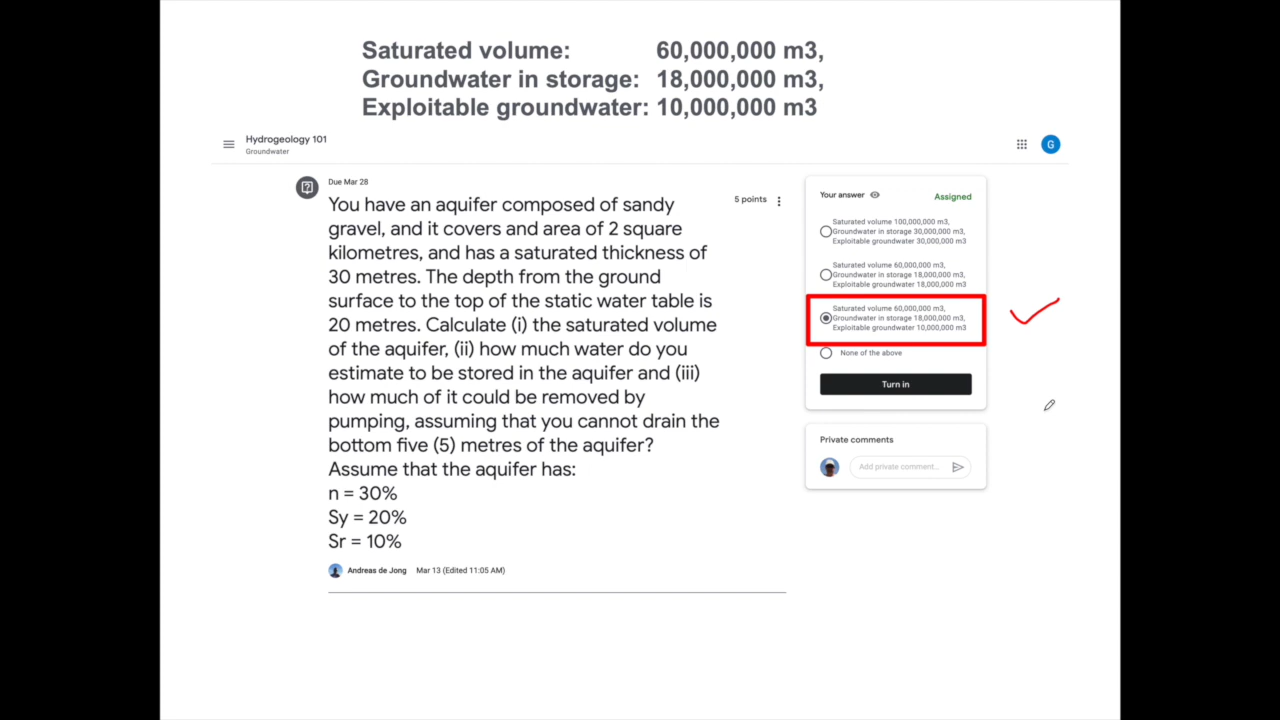 Saturated volume: 60,000,000 m3,
Groundwater in storage: 18,000,000 m3,
Exploitable groundwater: 10,000,000 m3
Hydrogeology 101
Groundwater
G
Due Mar 28
You have an aquifer composed of sandy
gravel, and it covers and area of 2 square
kilometres, and has a saturated thickness of
30 metres. The depth from the ground
surface to the top of the static water table is
20 metres. Calculate (i) the saturated volume
of the aquifer, (ii) how much water do you
estimate to be stored in the aquifer and (iii)
how much of it could be removed by
pumping, assuming that you cannot drain the
bottom five (5) metres of the aquifer?
Assume that the aquifer has:
n = 30%
Sy = 20%
Sr = 10%
5 points
Andreas de Jong Mar 13 (Edited 11:05 AM)
Your answer
Assigned
Saturated volume 100,000,000 m3,
Groundwater in storage 30,000,000 m3,
Exploitable groundwater 30,000,000 m3
Saturated volume 60,000,000 m3,
Groundwater in storage 18,000,000 m3,
Exploitable groundwater 18,000,000 m3
Saturated volume 60,000,000 m3,
Groundwater in storage 18,000,000 m3,
Exploitable groundwater 10,000,000 m3
None of the above
Turn in
Private comments
Add private comment...